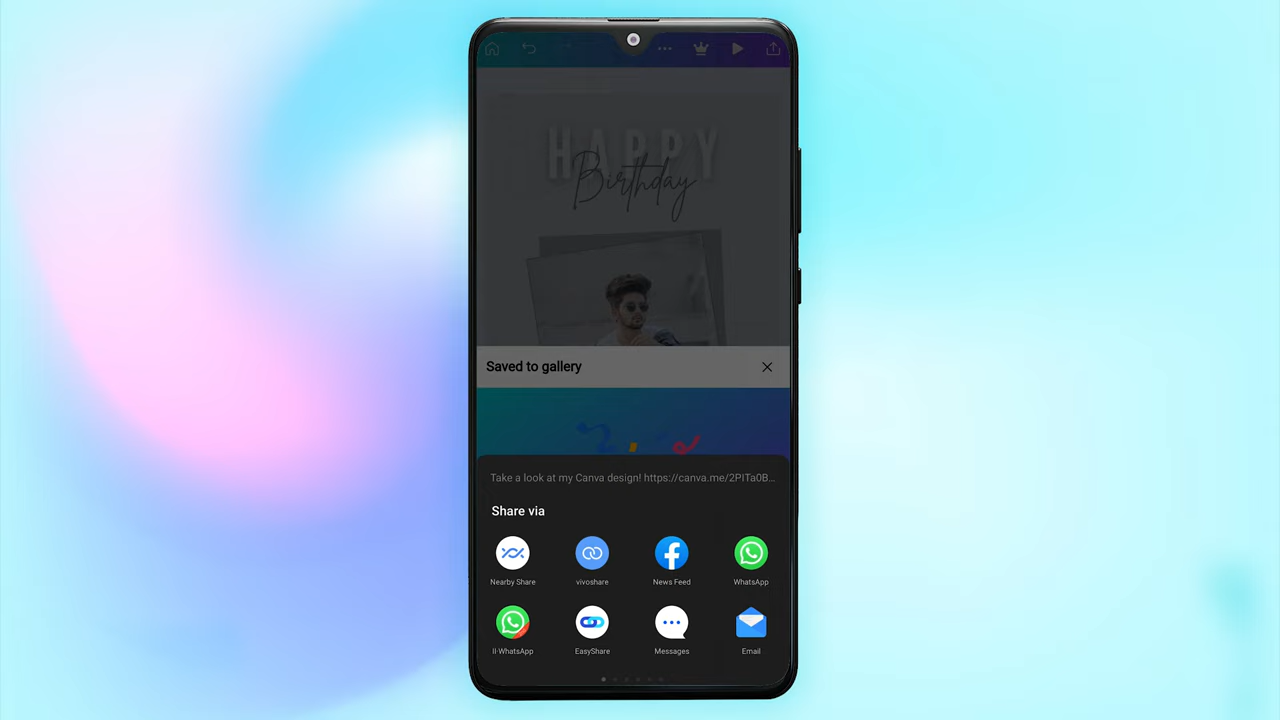 HAPPY
Birthday
Saved to gallery
Take a look at my Canva design! https://canva.me/2PITa0B...
Share via
Nearby Share
vivoshare
News Feed
WhatsApp
II-WhatsApp
EasyShare
Messages
Email